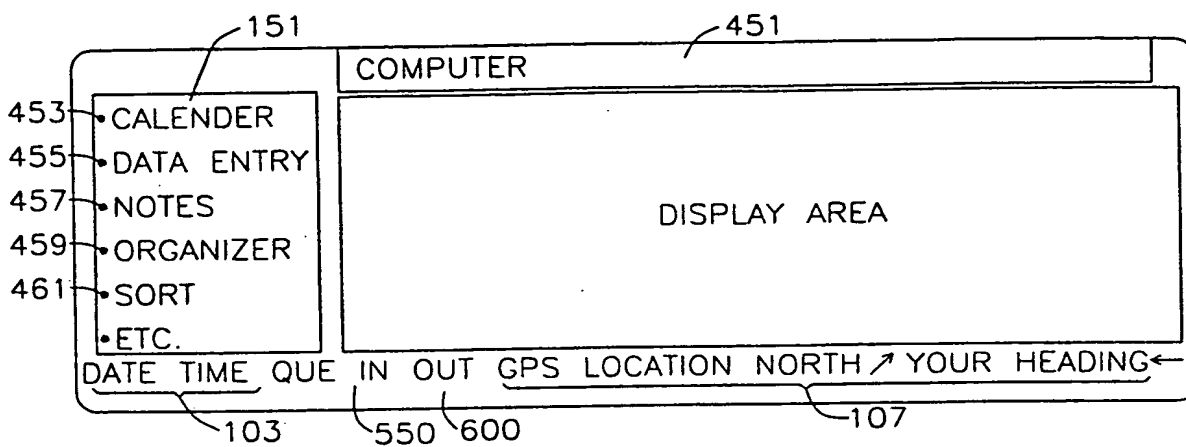 151
451
COMPUTER
453 •CALENDER
455 •DATA ENTRY
457 •NOTES
459 •ORGANIZER
461 •SORT
•ETC.
DISPLAY AREA
DATE TIME QUE IN OUT GPS LOCATION NORTH↗ YOUR HEADING←
103 550 600 107